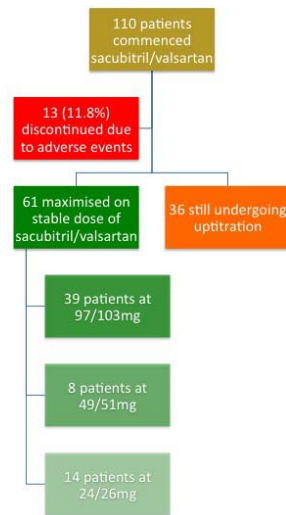 110 patients
commenced
sacubitril/valsartan
13 (11.8%)
discontinued due
to adverse events
61 maximised on
stable dose of
sacubitril/valsartan
36 still undergoing
uptitration
39 patients at
97/103mg
8 patients at
49/51mg
14 patients at
24/26mg